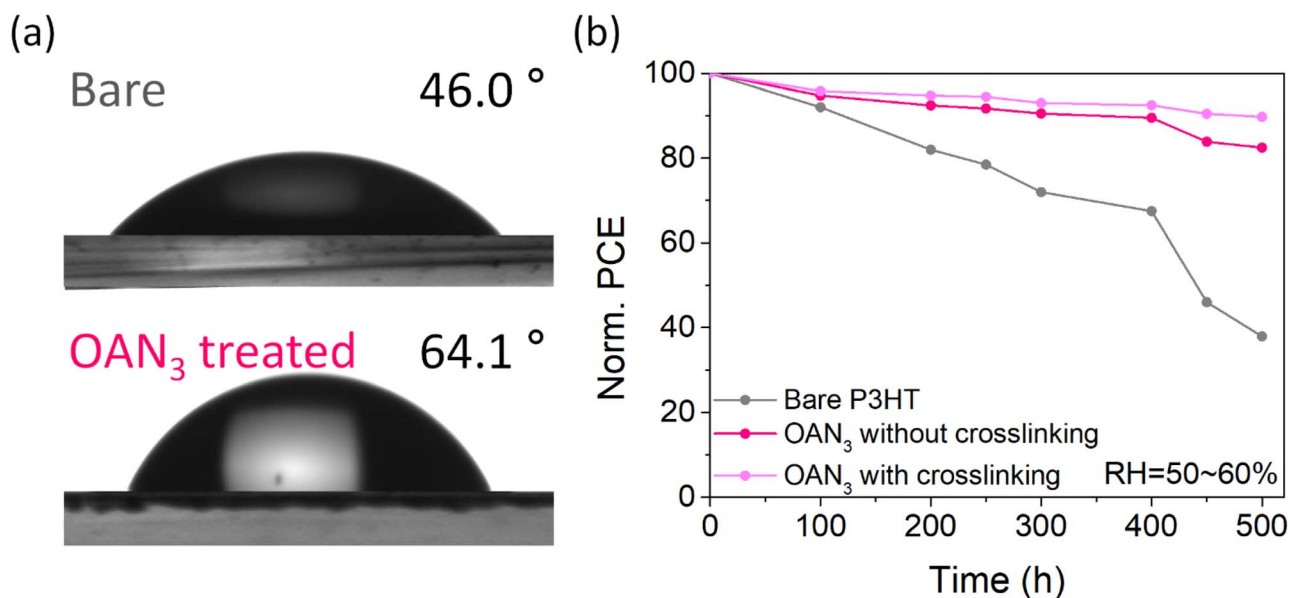 (a)
Bare 46.0 °
OAN₃ treated 64.1 °
(b)
100
80
60
40
20
0
Norm. PCE
Bare P3HT
OAN₃ without crosslinking
OAN₃ with crosslinking
RH=50~60%
0 100 200 300 400 500
Time (h)